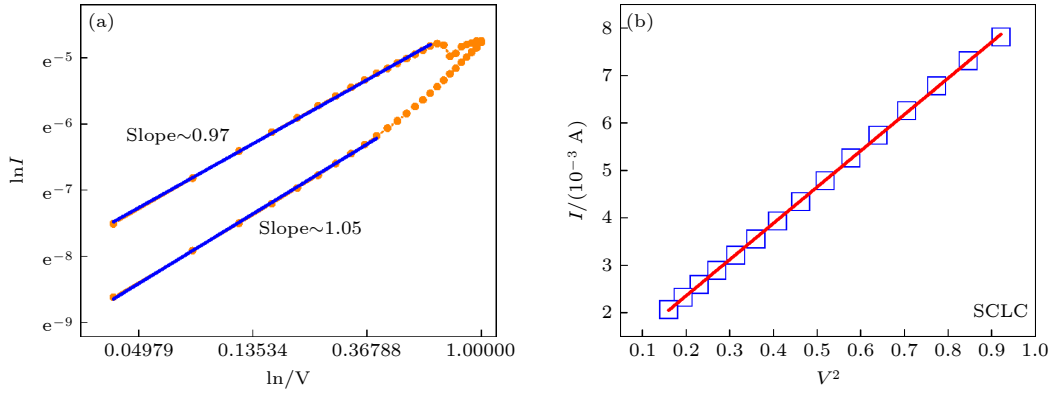 (a)
e⁻⁵
e⁻⁶
e⁻⁷
e⁻⁸
e⁻⁹
lnI
Slope~0.97
Slope~1.05
0.04979 0.13534 0.36788 1.00000
ln/V
(b)
8
7
6
5
4
3
2
I/(10⁻³ A)
SCLC
0.1 0.2 0.3 0.4 0.5 0.6 0.7 0.8 0.9 1.0
V²